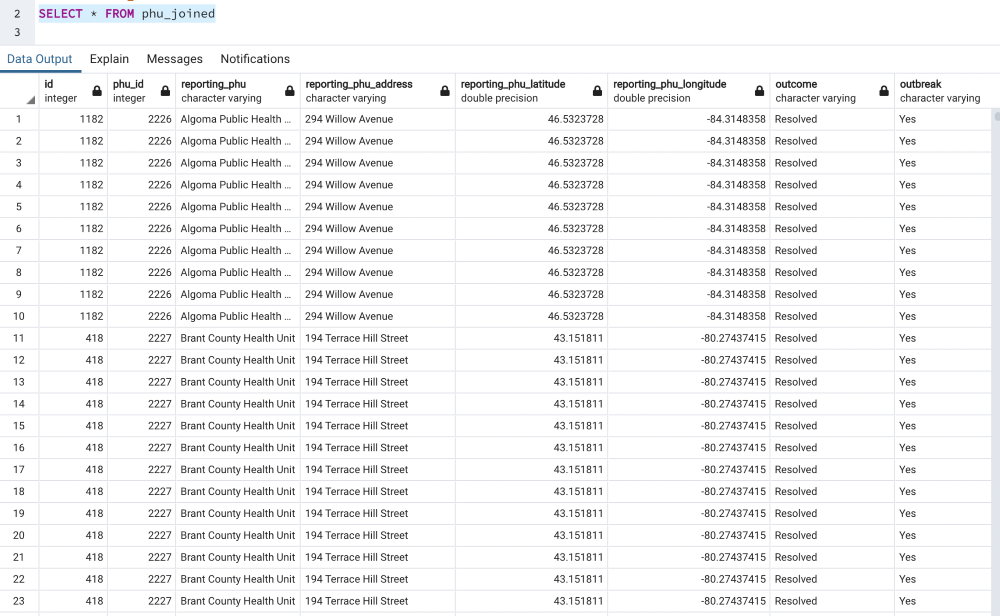 2 SELECT * FROM phu_joined
3
Data Output Explain Messages Notifications
id phu_id reporting_phu reporting_phu_address reporting_phu_latitude reporting_phu_longitude outcome outbreak
integer integer character varying character varying double precision double precision character varying character varying
1 1182 2226 Algoma Public Health ... 294 Willow Avenue 46.5323728 -84.3148358 Resolved Yes
2 1182 2226 Algoma Public Health ... 294 Willow Avenue 46.5323728 -84.3148358 Resolved Yes
3 1182 2226 Algoma Public Health ... 294 Willow Avenue 46.5323728 -84.3148358 Resolved Yes
4 1182 2226 Algoma Public Health ... 294 Willow Avenue 46.5323728 -84.3148358 Resolved Yes
5 1182 2226 Algoma Public Health ... 294 Willow Avenue 46.5323728 -84.3148358 Resolved Yes
6 1182 2226 Algoma Public Health ... 294 Willow Avenue 46.5323728 -84.3148358 Resolved Yes
7 1182 2226 Algoma Public Health ... 294 Willow Avenue 46.5323728 -84.3148358 Resolved Yes
8 1182 2226 Algoma Public Health ... 294 Willow Avenue 46.5323728 -84.3148358 Resolved Yes
9 1182 2226 Algoma Public Health ... 294 Willow Avenue 46.5323728 -84.3148358 Resolved Yes
10 1182 2226 Algoma Public Health ... 294 Willow Avenue 46.5323728 -84.3148358 Resolved Yes
11 418 2227 Brant County Health Unit 194 Terrace Hill Street 43.151811 -80.27437415 Resolved Yes
12 418 2227 Brant County Health Unit 194 Terrace Hill Street 43.151811 -80.27437415 Resolved Yes
13 418 2227 Brant County Health Unit 194 Terrace Hill Street 43.151811 -80.27437415 Resolved Yes
14 418 2227 Brant County Health Unit 194 Terrace Hill Street 43.151811 -80.27437415 Resolved Yes
15 418 2227 Brant County Health Unit 194 Terrace Hill Street 43.151811 -80.27437415 Resolved Yes
16 418 2227 Brant County Health Unit 194 Terrace Hill Street 43.151811 -80.27437415 Resolved Yes
17 418 2227 Brant County Health Unit 194 Terrace Hill Street 43.151811 -80.27437415 Resolved Yes
18 418 2227 Brant County Health Unit 194 Terrace Hill Street 43.151811 -80.27437415 Resolved Yes
19 418 2227 Brant County Health Unit 194 Terrace Hill Street 43.151811 -80.27437415 Resolved Yes
20 418 2227 Brant County Health Unit 194 Terrace Hill Street 43.151811 -80.27437415 Resolved Yes
21 418 2227 Brant County Health Unit 194 Terrace Hill Street 43.151811 -80.27437415 Resolved Yes
22 418 2227 Brant County Health Unit 194 Terrace Hill Street 43.151811 -80.27437415 Resolved Yes
23 418 2227 Brant County Health Unit 194 Terrace Hill Street 43.151811 -80.27437415 Resolved Yes